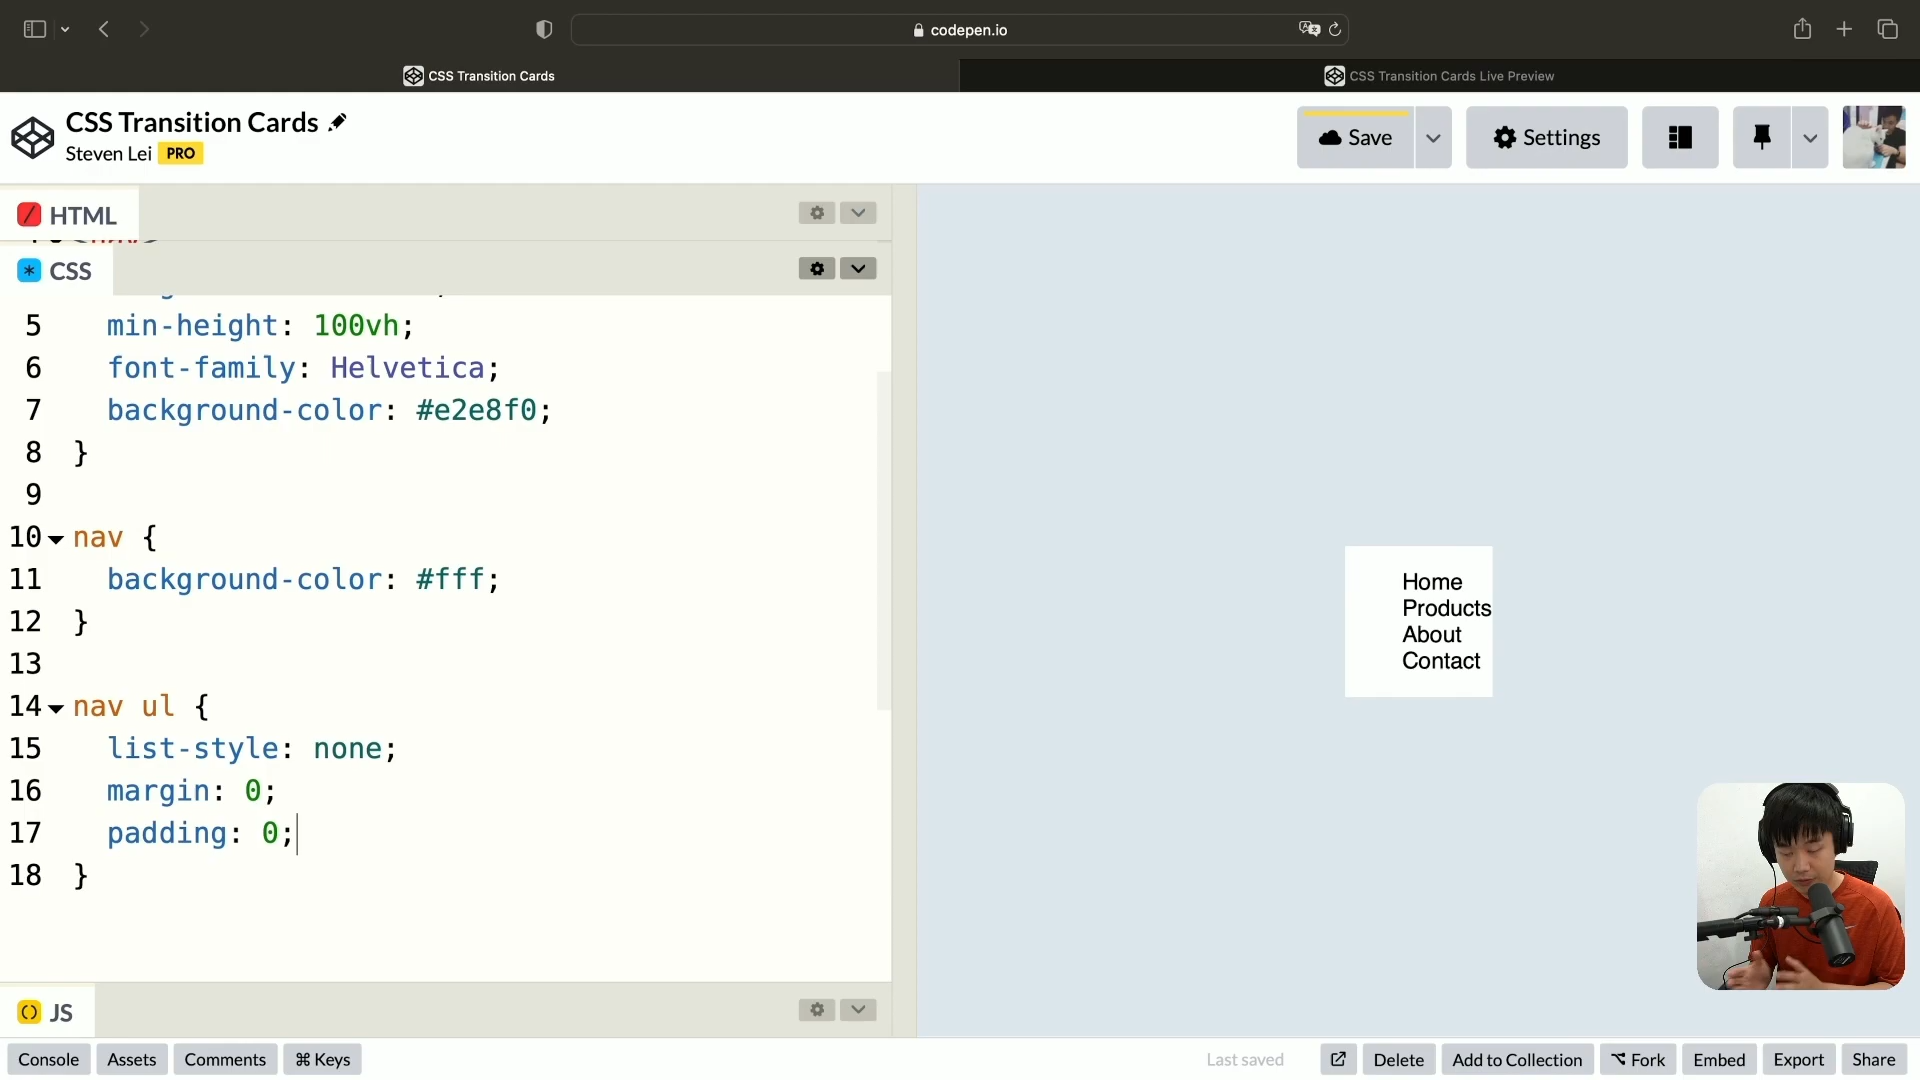 codepen.io
CSS Transition Cards
CSS Transition Cards Live Preview
CSS Transition Cards
Steven Lei PRO
Save
Settings
HTML
CSS
5 min-height: 100vh;
6 font-family: Helvetica;
7 background-color: #e2e8f0;
8 }
9
10 nav {
11 background-color: #fff;
12 }
13
14 nav ul {
15 list-style: none;
16 margin: 0;
17 padding: 0;
18 }
Home
Products
About
Contact
JS
Console
Assets
Comments
⌘ Keys
Last saved
Delete
Add to Collection
Fork
Embed
Export
Share